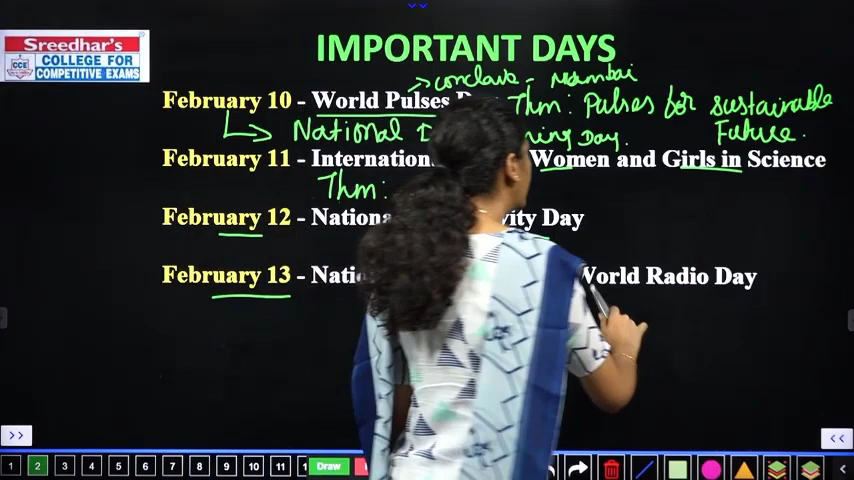 Sreedhar's
CCE
COLLEGE FOR
COMPETITIVE EXAMS
IMPORTANT DAYS
conclave - Mumbai
February 10 - World Pulses Thm: Pulses for sustainable
Future.
National Day.
February 11 - Internation Women and Girls in Science
Thm:
February 12 - Nationa vity Day
February 13 - Natio World Radio Day
>> <<
1 2 3 4 5 6 7 8 9 10 11 Draw